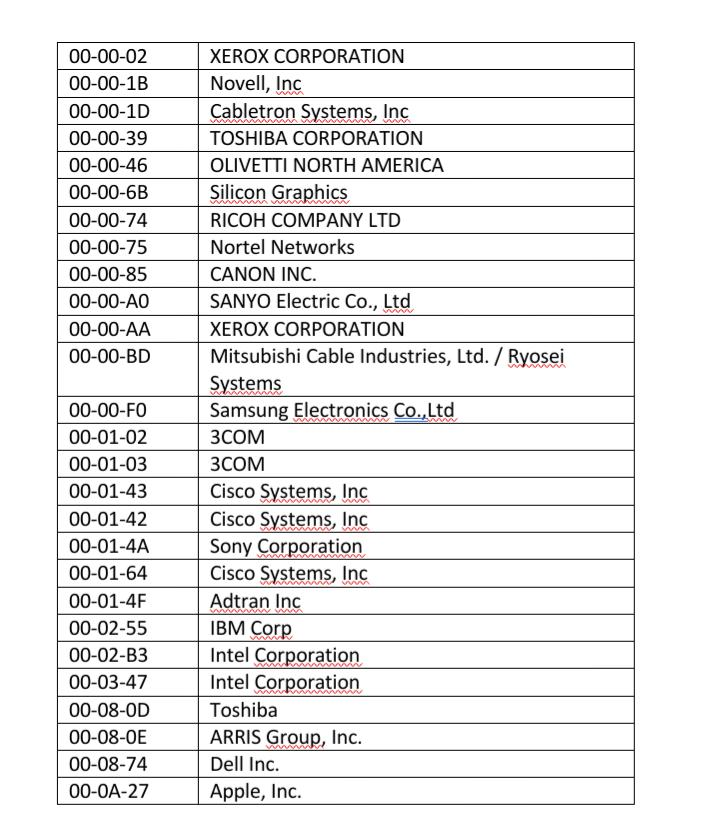 00-00-02 XEROX CORPORATION
00-00-1B Novell, Inc
00-00-1D Cabletron Systems, Inc
00-00-39 TOSHIBA CORPORATION
00-00-46 OLIVETTI NORTH AMERICA
00-00-6B Silicon Graphics
00-00-74 RICOH COMPANY LTD
00-00-75 Nortel Networks
00-00-85 CANON INC.
00-00-A0 SANYO Electric Co., Ltd
00-00-AA XEROX CORPORATION
00-00-BD Mitsubishi Cable Industries, Ltd. / Ryosei
Systems
00-00-F0 Samsung Electronics Co.,Ltd
00-01-02 3COM
00-01-03 3COM
00-01-43 Cisco Systems, Inc
00-01-42 Cisco Systems, Inc
00-01-4A Sony Corporation
00-01-64 Cisco Systems, Inc
00-01-4F Adtran Inc
00-02-55 IBM Corp
00-02-B3 Intel Corporation
00-03-47 Intel Corporation
00-08-0D Toshiba
00-08-0E ARRIS Group, Inc.
00-08-74 Dell Inc.
00-0A-27 Apple, Inc.